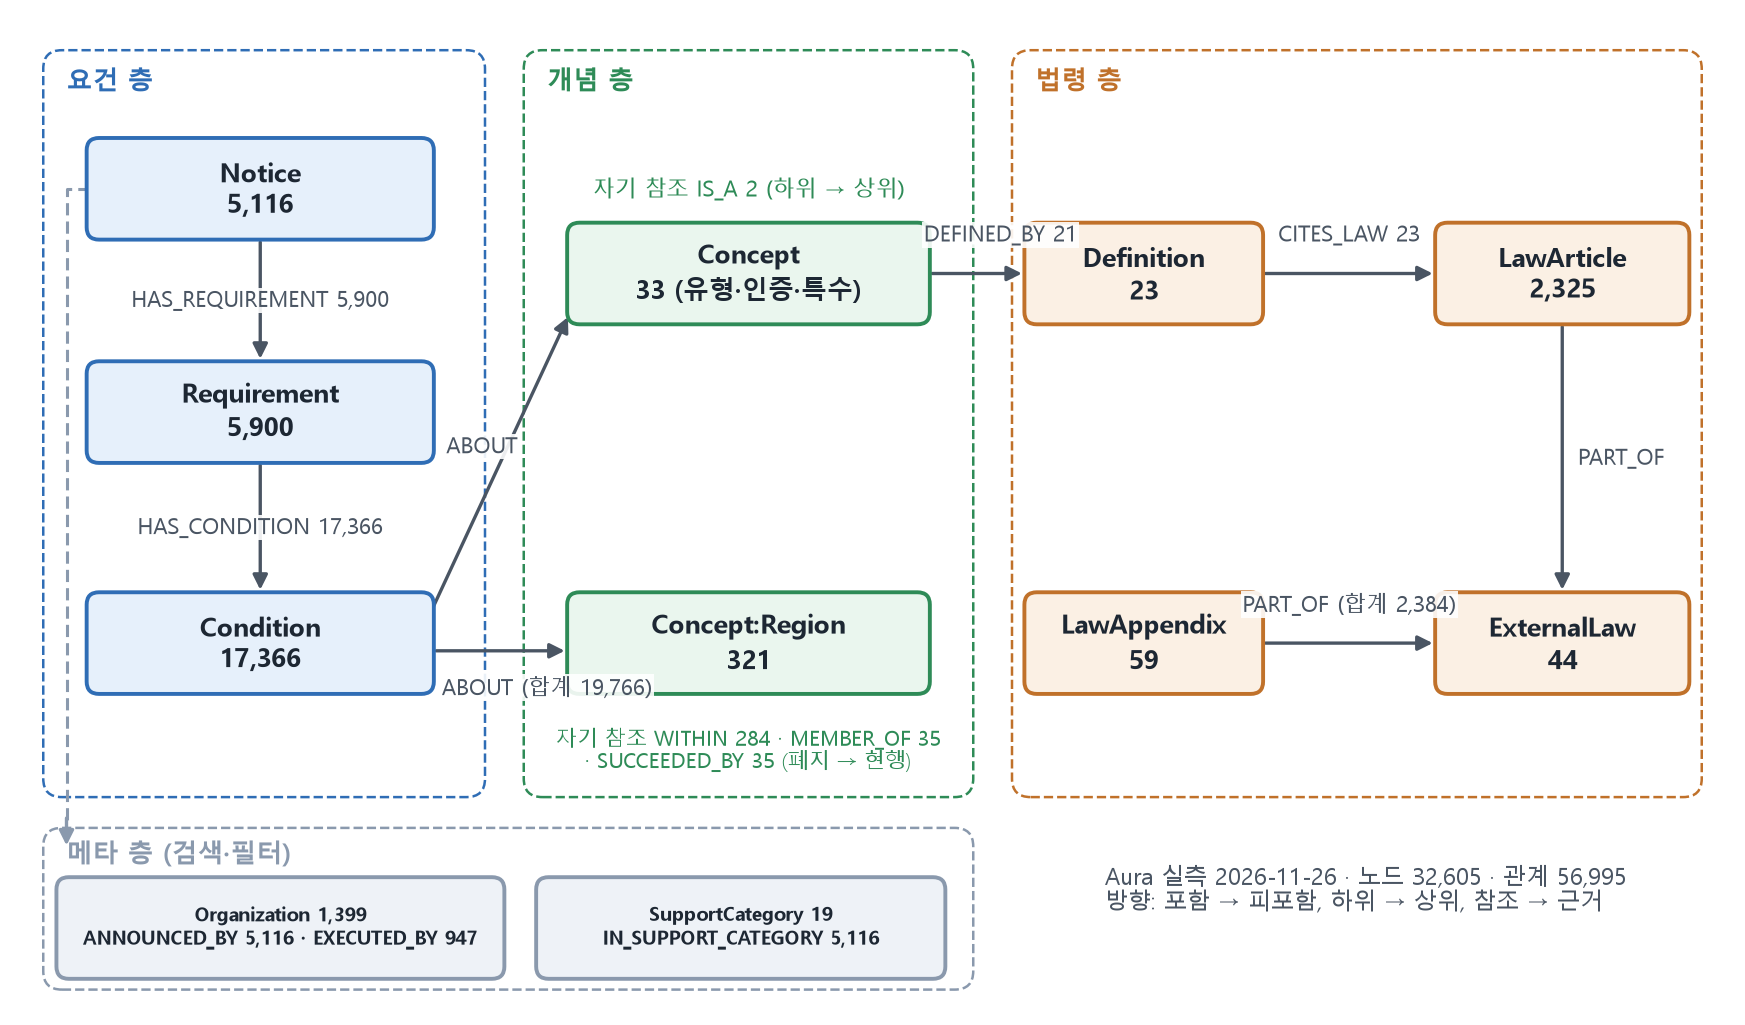 요건 층
Notice
5,116
HAS_REQUIREMENT 5,900
Requirement
5,900
HAS_CONDITION 17,366
Condition
17,366
ABOUT
ABOUT (합계 19,766)
개념 층
자기 참조 IS_A 2 (하위 → 상위)
Concept
33 (유형·인증·특수)
Concept:Region
321
자기 참조 WITHIN 284 · MEMBER_OF 35
· SUCCEEDED_BY 35 (폐지 → 현행)
DEFINED_BY 21
법령 층
Definition
23
CITES_LAW 23
LawArticle
2,325
PART_OF
LawAppendix
59
PART_OF (합계 2,384)
ExternalLaw
44
메타 층 (검색·필터)
Organization 1,399
ANNOUNCED_BY 5,116 · EXECUTED_BY 947
SupportCategory 19
IN_SUPPORT_CATEGORY 5,116
Aura 실측 2026-11-26 · 노드 32,605 · 관계 56,995
방향: 포함 → 피포함, 하위 → 상위, 참조 → 근거